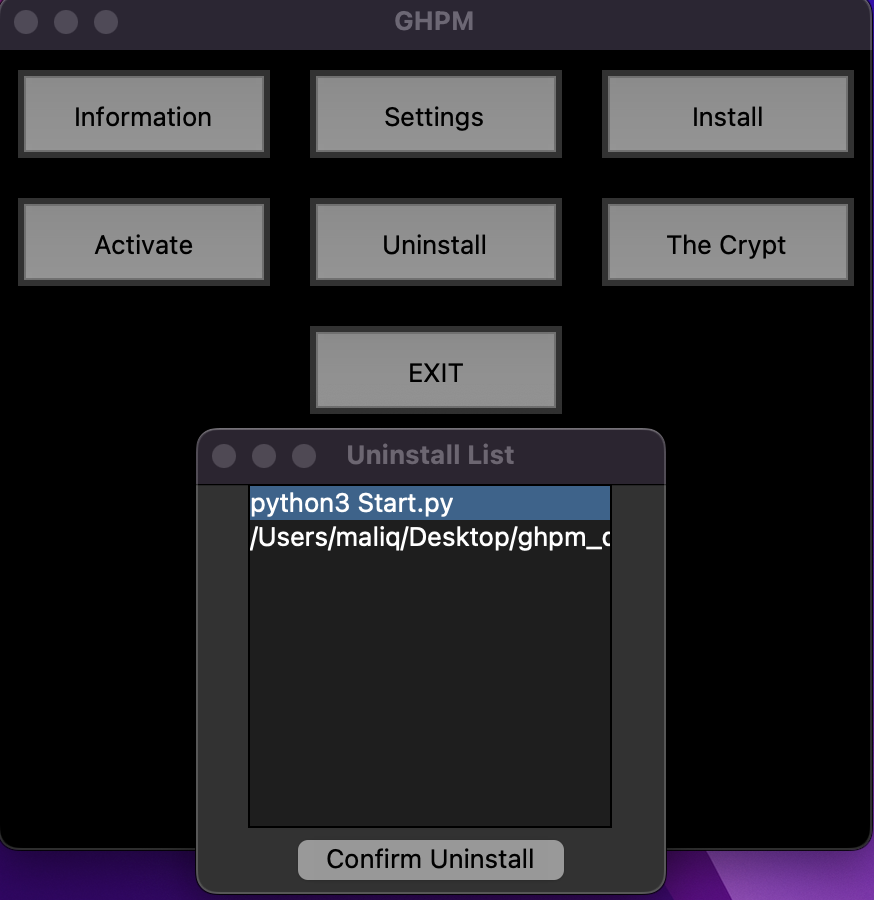 GHPM
Information
Settings
Install
Activate
Uninstall
The Crypt
EXIT
Uninstall List
python3 Start.py
/Users/maliq/Desktop/ghpm_
Confirm Uninstall